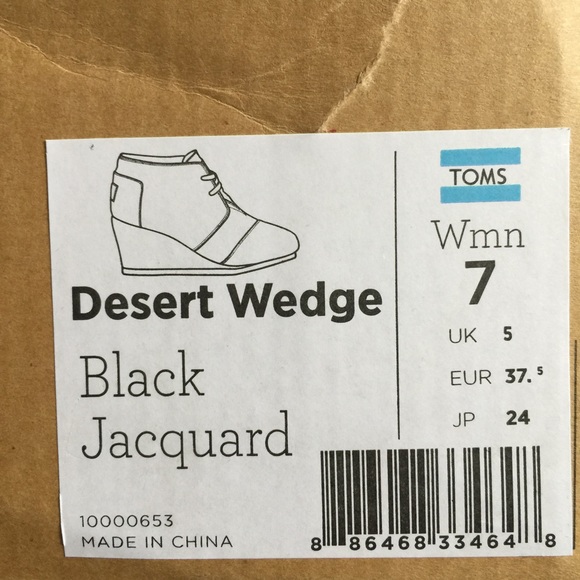 Desert Wedge
Black
Jacquard
10000653
MADE IN CHINA
TOMS
Wmn
7
UK 5
EUR 37.5
JP 24
8 86468 33464 8